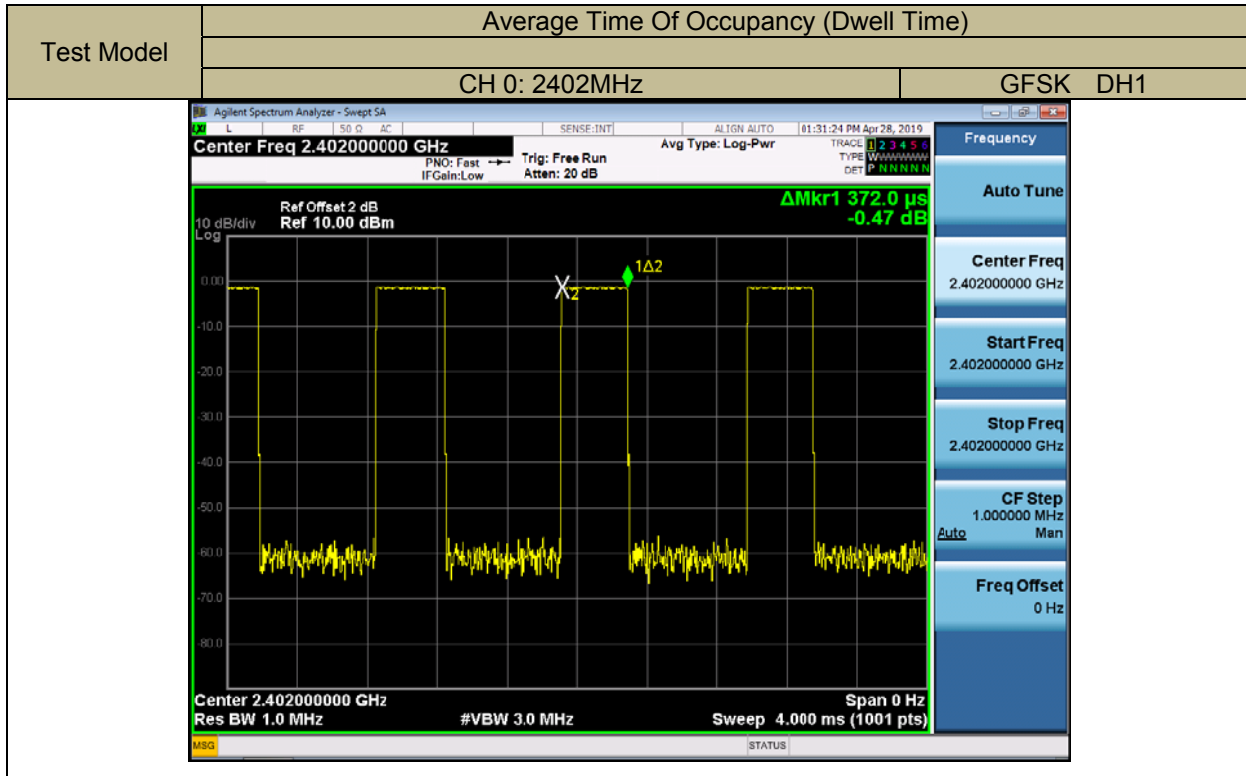 Test Model
Average Time Of Occupancy (Dwell Time)
CH 0: 2402MHz
GFSK DH1
Agilent Spectrum Analyzer - Swept SA
LXI L RF 50 Ω AC SENSE:INT ALIGN AUTO 01:31:24 PM Apr 28, 2019
Center Freq 2.402000000 GHz
PNO: Fast
IFGain:Low
Trig: Free Run
Atten: 20 dB
Avg Type: Log-Pwr
TRACE 1 2 3 4 5 6
TYPE WWWWWW
DET P N N N N N
Ref Offset 2 dB
10 dB/div Ref 10.00 dBm
Log
ΔMkr1 372.0 µs
-0.47 dB
0.00
-10.0
-20.0
-30.0
-40.0
-50.0
-60.0
-70.0
-80.0
X2
1Δ2
Center 2.402000000 GHz Span 0 Hz
Res BW 1.0 MHz #VBW 3.0 MHz Sweep 4.000 ms (1001 pts)
MSG STATUS
Frequency
Auto Tune
Center Freq
2.402000000 GHz
Start Freq
2.402000000 GHz
Stop Freq
2.402000000 GHz
CF Step
1.000000 MHz
Auto Man
Freq Offset
0 Hz